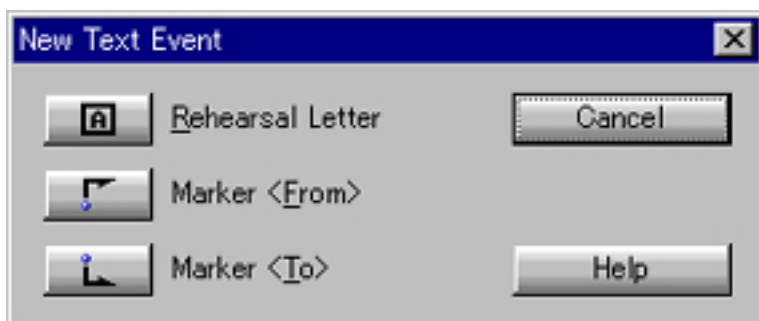 New Text Event
A Rehearsal Letter Cancel
Marker <From>
Marker <To> Help